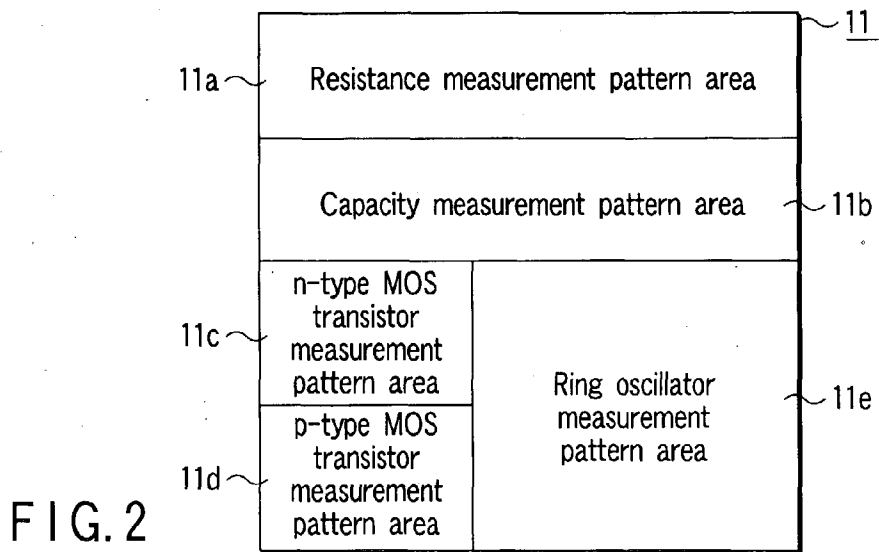 11
11a
Resistance measurement pattern area
Capacity measurement pattern area
11b
n-type MOS
transistor
measurement
pattern area
11c
Ring oscillator
measurement
pattern area
11e
p-type MOS
transistor
measurement
pattern area
11d
FIG. 2